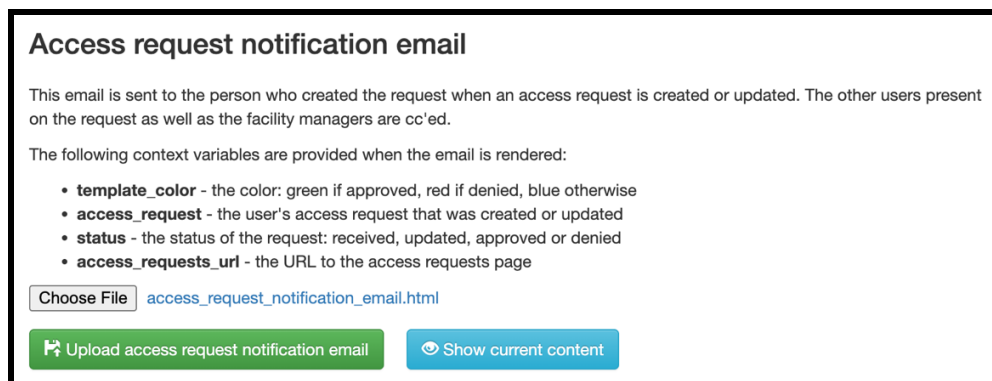 Access request notification email
This email is sent to the person who created the request when an access request is created or updated. The other users present
on the request as well as the facility managers are cc'ed.
The following context variables are provided when the email is rendered:
• template_color - the color: green if approved, red if denied, blue otherwise
• access_request - the user's access request that was created or updated
• status - the status of the request: received, updated, approved or denied
• access_requests_url - the URL to the access requests page
Choose File access_request_notification_email.html
Upload access request notification email Show current content